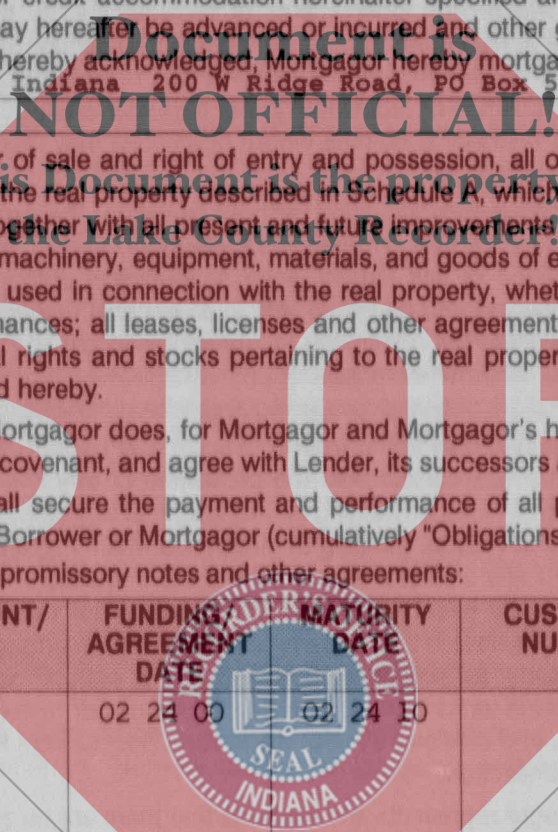 ay hereafter be advanced or incurred and other
Document is
hereby acknowledged, Mortgagor hereby mortga
Indiana 200 W Ridge Road, PO Box 5
NOT OFFICIAL!
of sale and right of entry and possession, all o
is Document is the property
the real property described in Schedule A, which
ogether with all present and future improvements
the Lake County Recorder
machinery, equipment, materials, and goods of e
used in connection with the real property, whet
nances; all leases, licenses and other agreement
l rights and stocks pertaining to the real proper
d hereby.
STOP
ortgagor does, for Mortgagor and Mortgagor's h
covenant, and agree with Lender, its successors
all secure the payment and performance of all p
Borrower or Mortgagor (cumulatively "Obligations
promissory notes and other agreements:
NT/ FUNDING/ MATURITY CUS
AGREEMENT DATE NU
DATE
02 24 00 02 24 10
RECORDER'S OFFICE
SEAL
INDIANA